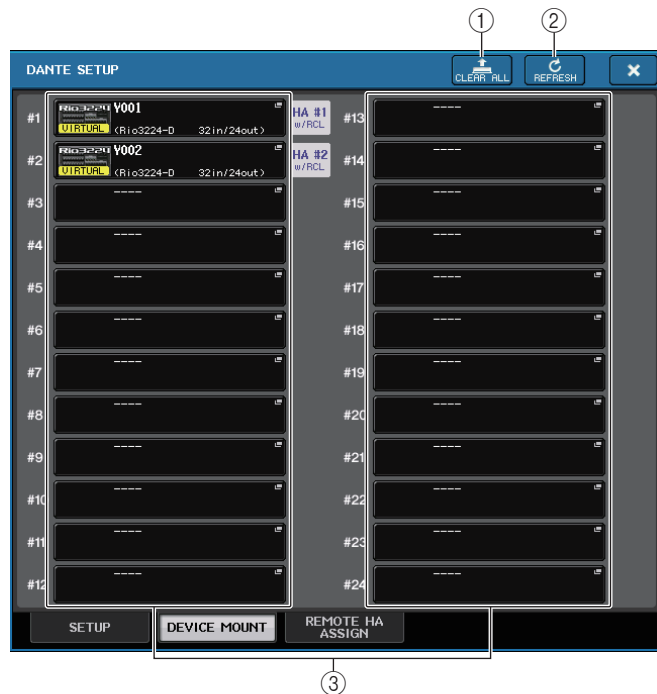 ① ②
DANTE SETUP CLEAR ALL REFRESH ×
#1 Rio3224 VIRTUAL Y001 (Rio3224-D 32in/24out) HA #1 w/RCL
#13 ----
#2 Rio3224 VIRTUAL Y002 (Rio3224-D 32in/24out) HA #2 w/RCL
#14 ----
#3 ---- #15 ----
#4 ---- #16 ----
#5 ---- #17 ----
#6 ---- #18 ----
#7 ---- #19 ----
#8 ---- #20 ----
#9 ---- #21 ----
#10 ---- #22 ----
#11 ---- #23 ----
#12 ---- #24 ----
SETUP DEVICE MOUNT REMOTE HA ASSIGN
③